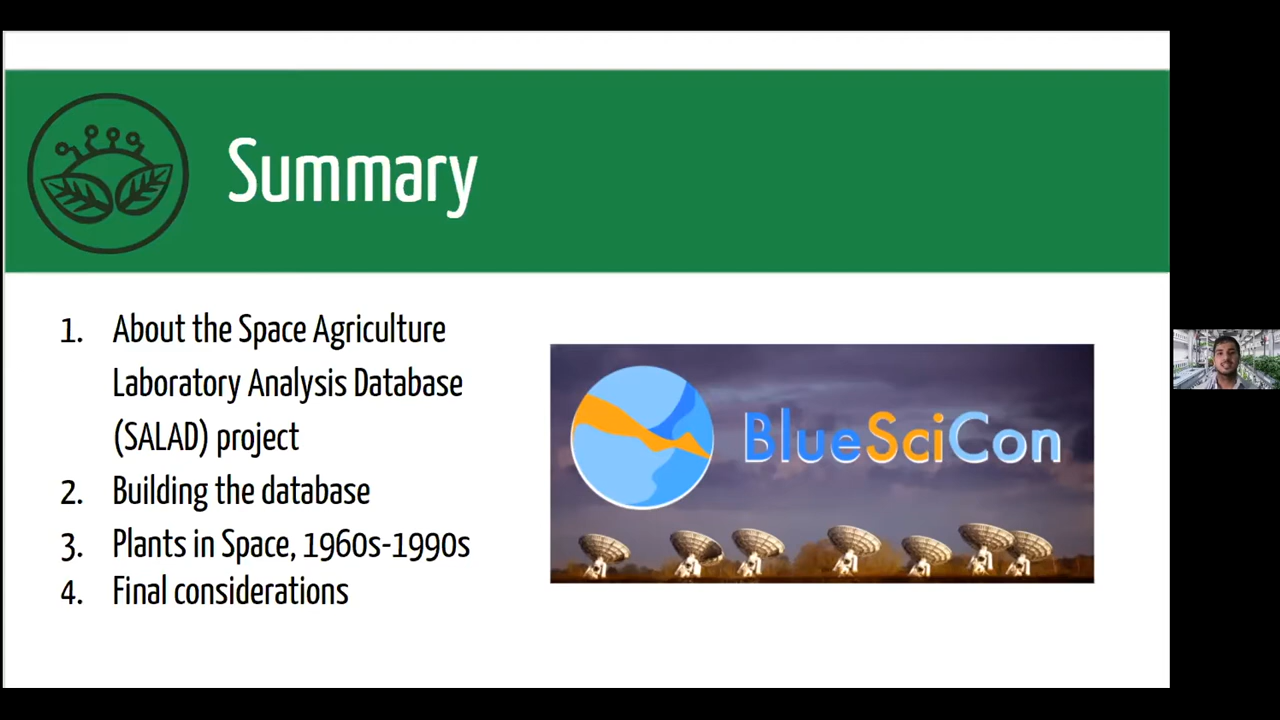 Summary
1. About the Space Agriculture
Laboratory Analysis Database
(SALAD) project
2. Building the database
3. Plants in Space, 1960s-1990s
4. Final considerations
BlueSciCon